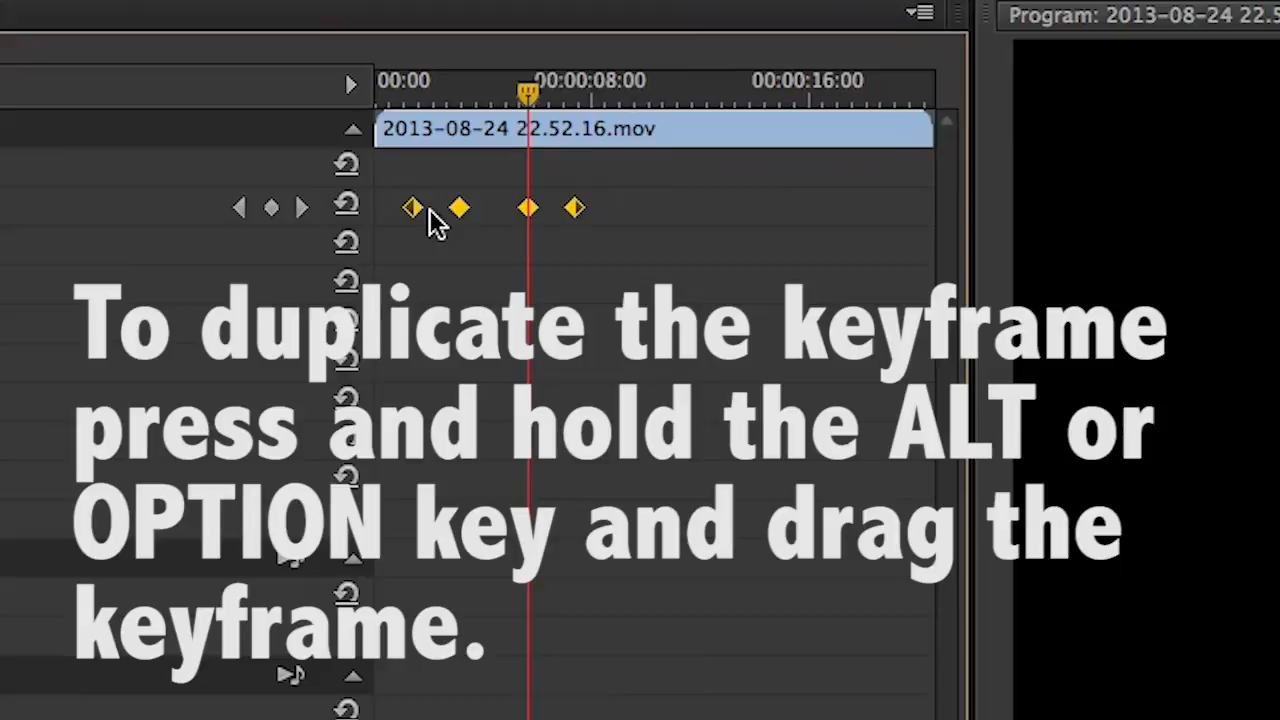 Program: 2013-08-24 22.5
00:00 00:00:08:00 00:00:16:00
2013-08-24 22.52.16.mov
To duplicate the keyframe
press and hold the ALT or
OPTION key and drag the
keyframe.